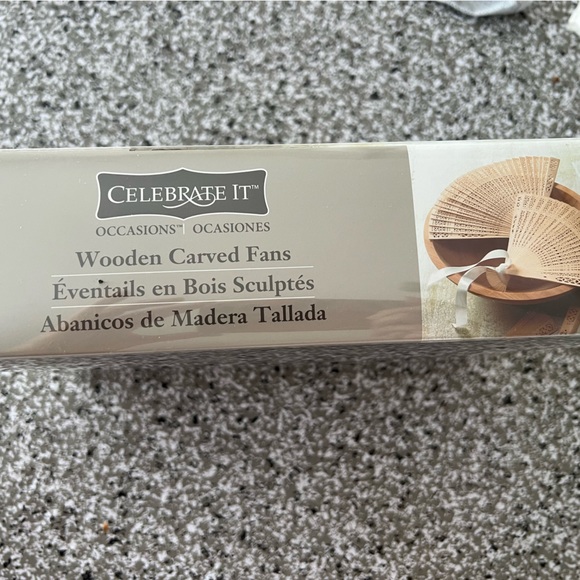 CELEBRATE IT™
OCCASIONS™ | OCASIONES
Wooden Carved Fans
Éventails en Bois Sculptés
Abanicos de Madera Tallada